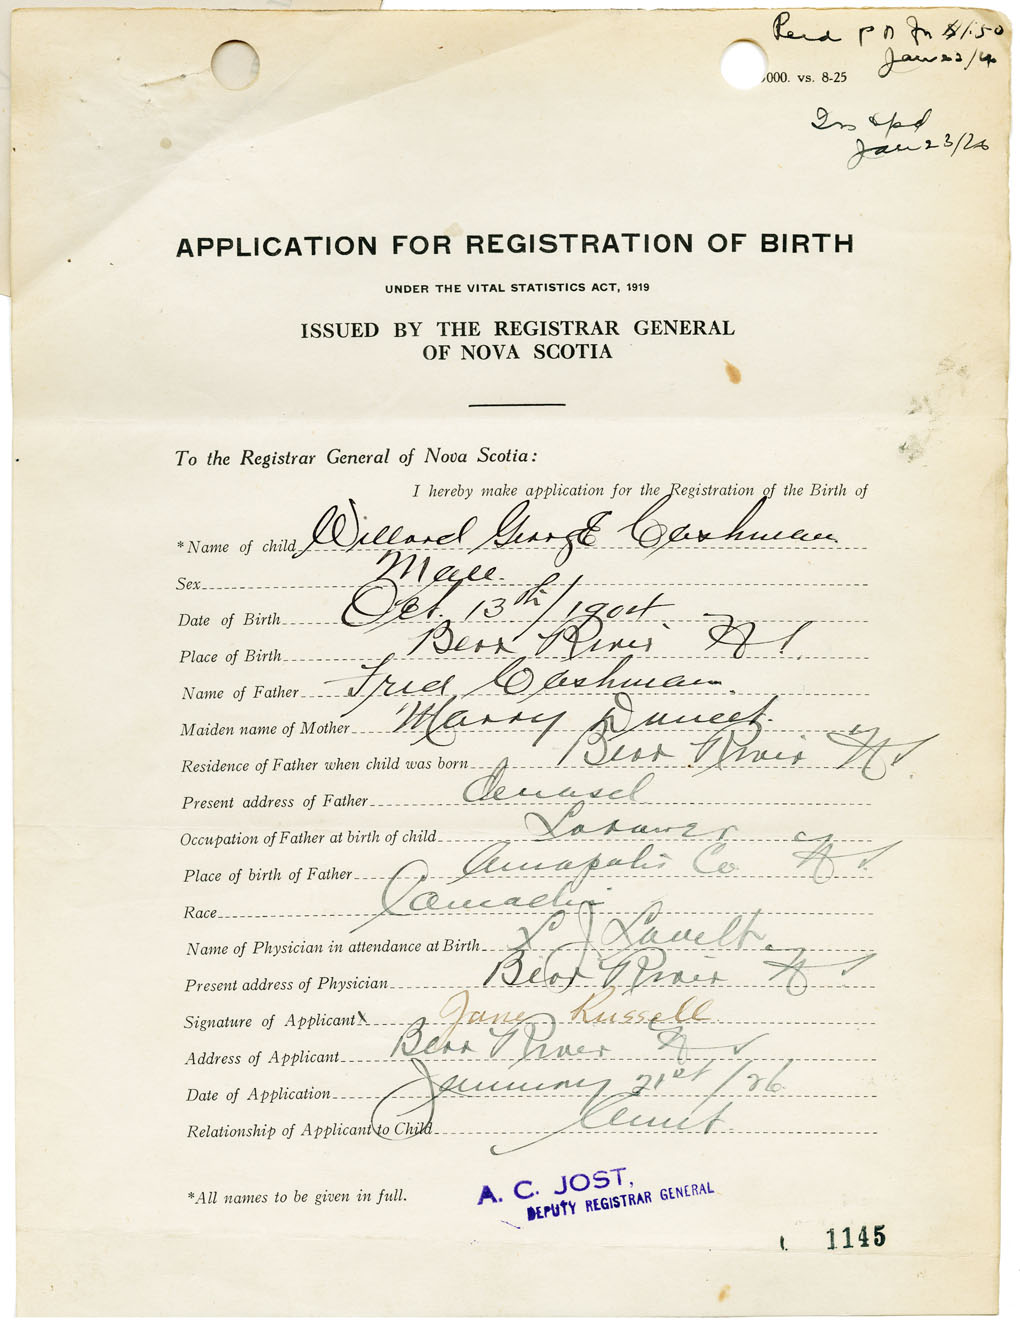 Recd P N for $1.50
Jan 22/26
000. vs. 8-25
Jan 23/26
APPLICATION FOR REGISTRATION OF BIRTH
UNDER THE VITAL STATISTICS ACT, 1919
ISSUED BY THE REGISTRAR GENERAL
OF NOVA SCOTIA
To the Registrar General of Nova Scotia:
I hereby make application for the Registration of the Birth of
*Name of child Willard George Cashman
Sex Male
Date of Birth Oct. 13th/1904
Place of Birth Bear River N S.
Name of Father Fred Cashman.
Maiden name of Mother Marry
Residence of Father when child was born Bear River N S.
Present address of Father
Occupation of Father at birth of child Labourer
Place of birth of Father Annapolis Co N S.
Race Canadin
Name of Physician in attendance at Birth L J Lovett.
Present address of Physician Bear River N S
Signature of Applicant X Jane Russell.
Address of Applicant Bear River N S
Date of Application January 21st/26.
Relationship of Applicant to Child Aunt.
*All names to be given in full.
A. C. JOST,
DEPUTY REGISTRAR GENERAL
1145